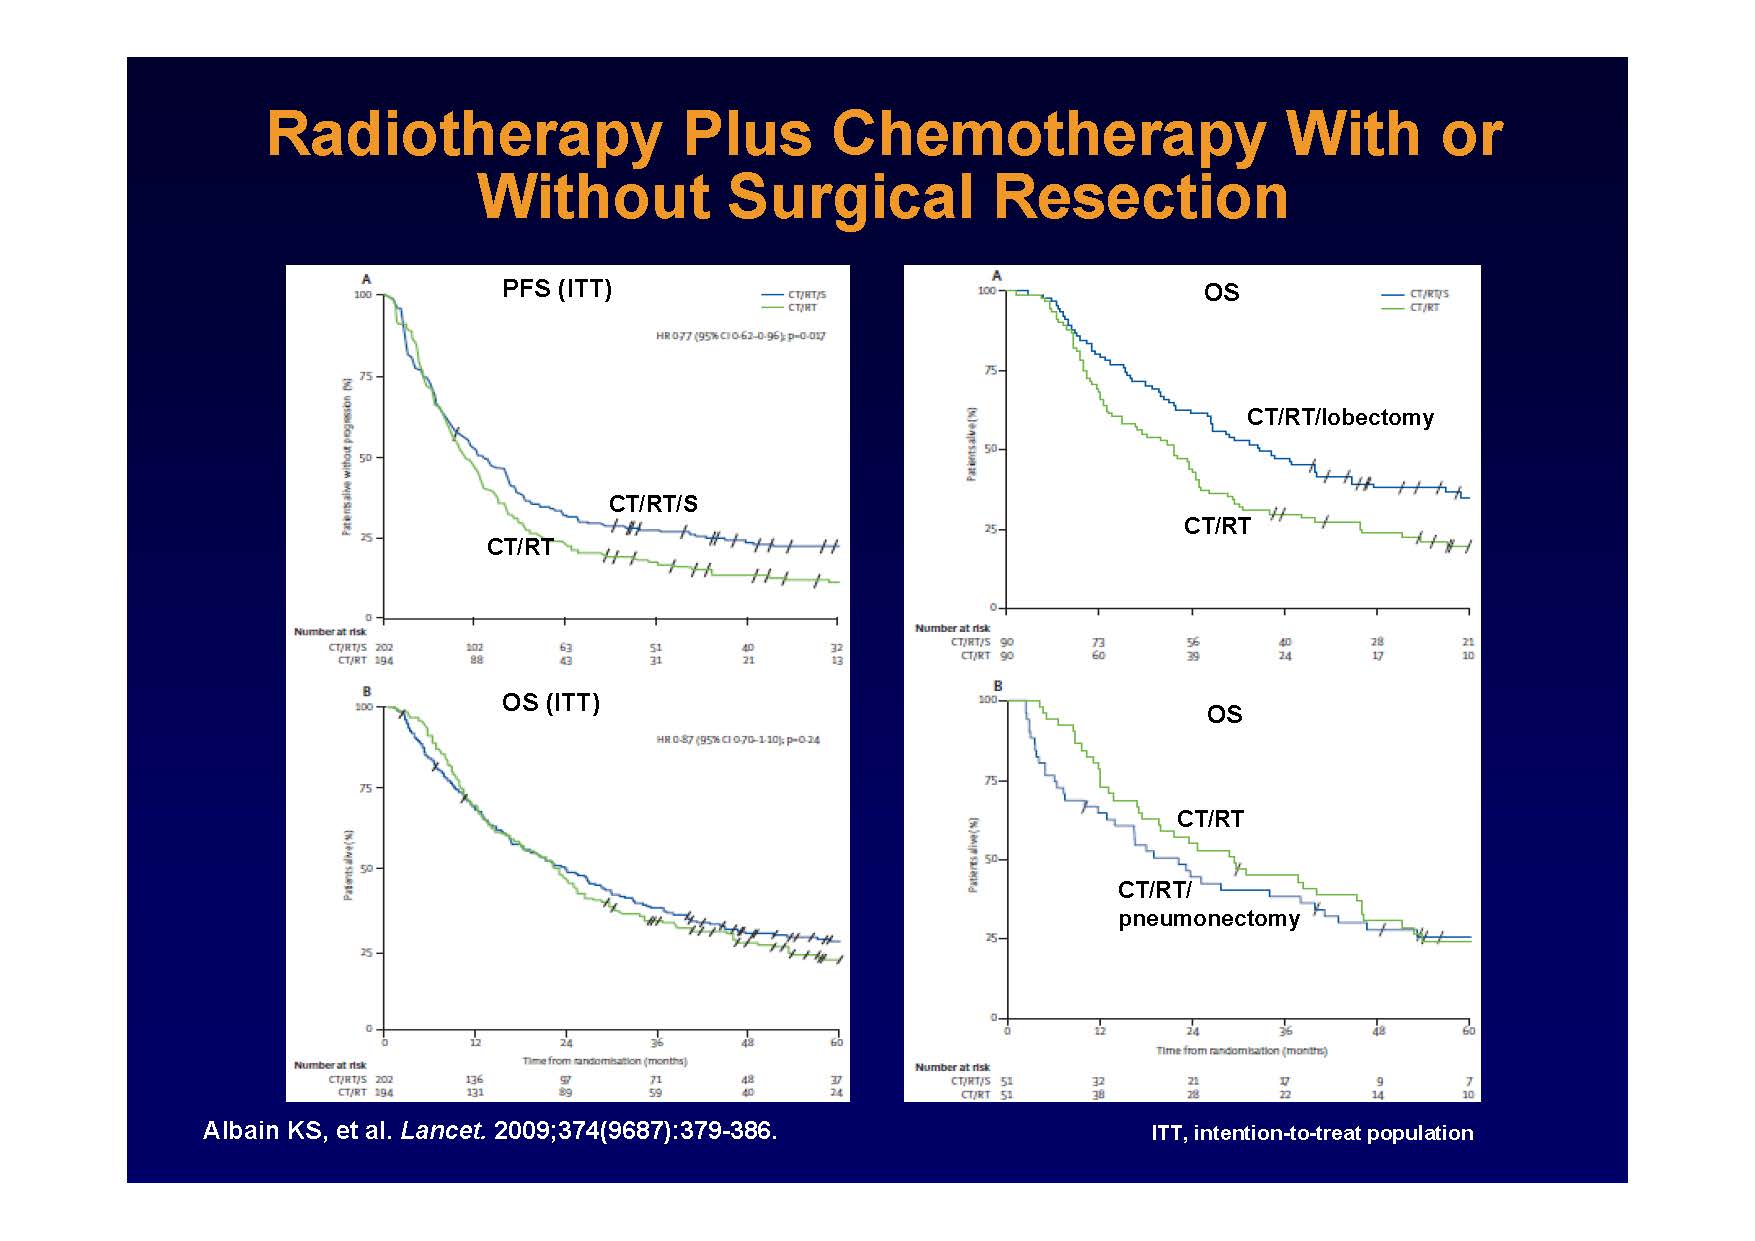 Radiotherapy Plus Chemotherapy With or
Without Surgical Resection
A
PFS (ITT)
CT/RT/S
CT/RT
HR 0·77 (95% CI 0·62–0·96); p=0·017
Patients alive without progression (%)
100
75
50
25
0
CT/RT/S
CT/RT
Number at risk
CT/RT/S 202 102 63 51 40 32
CT/RT 194 88 43 31 21 13
B
OS (ITT)
HR 0·87 (95% CI 0·70–1·10); p=0·24
Patients alive (%)
100
75
50
25
0
0 12 24 36 48 60
Time from randomisation (months)
Number at risk
CT/RT/S 202 136 97 71 48 37
CT/RT 194 131 89 59 40 24
A
OS
CT/RT/S
CT/RT
Patients alive (%)
100
75
50
25
0
CT/RT/lobectomy
CT/RT
Number at risk
CT/RT/S 90 73 56 40 28 21
CT/RT 90 60 39 24 17 10
B
OS
Patients alive (%)
100
75
50
25
0
CT/RT
CT/RT/
pneumonectomy
0 12 24 36 48 60
Time from randomisation (months)
Number at risk
CT/RT/S 51 32 21 17 9 7
CT/RT 51 38 28 22 14 10
Albain KS, et al. Lancet. 2009;374(9687):379-386.
ITT, intention-to-treat population